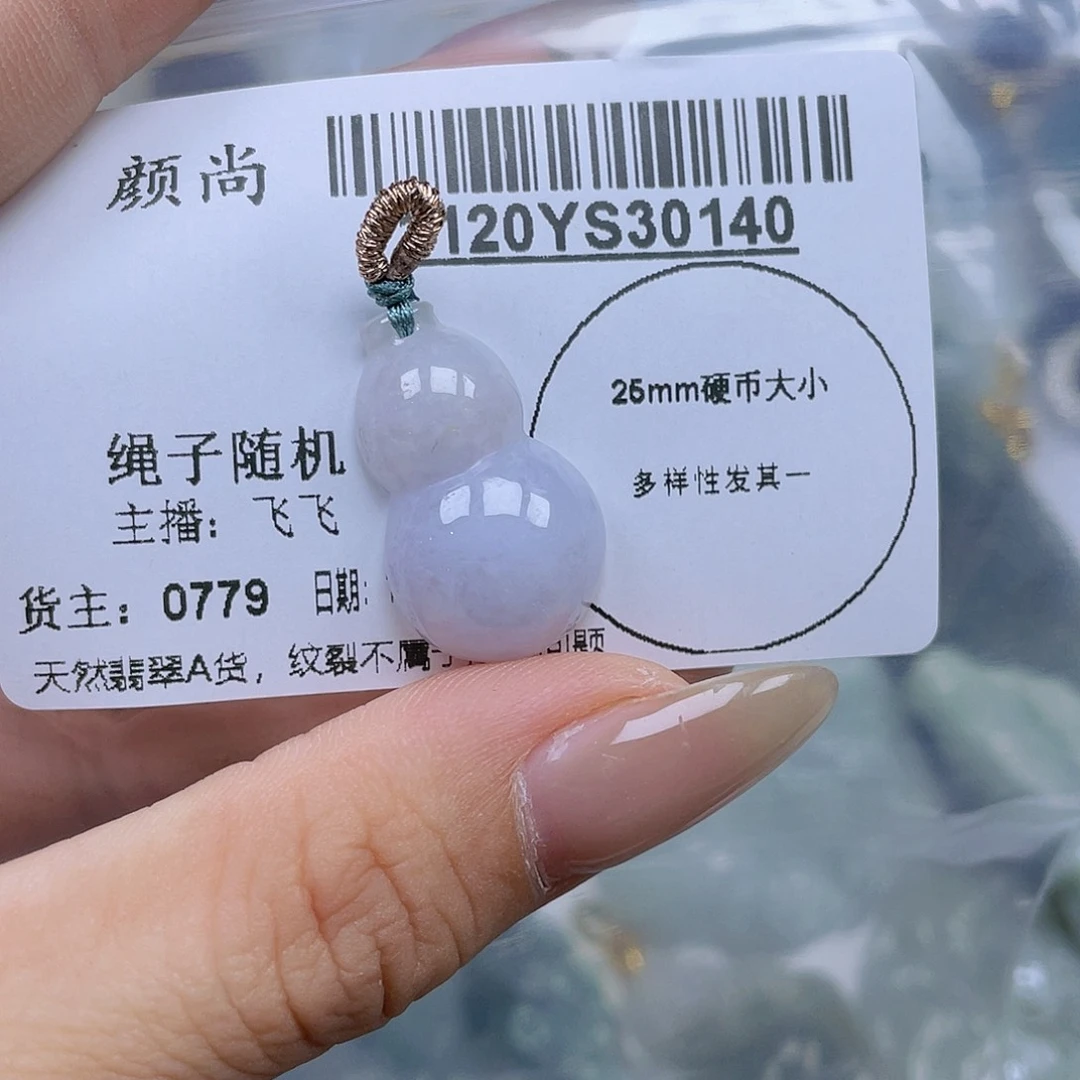 颜尚
I20YS30140
25mm硬币大小
多样性发其一
绳子随机
主播：飞飞
货主：0779 日期：
天然翡翠A货，纹裂不属于